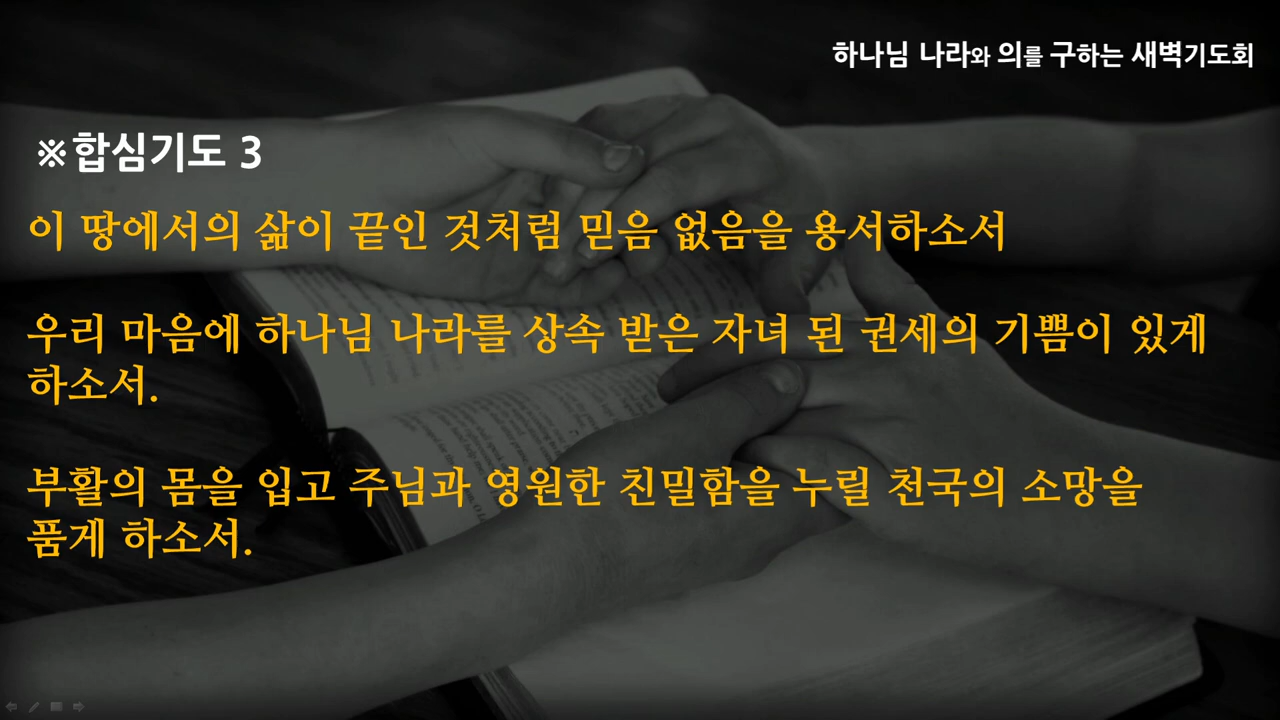 하나님 나라와 의를 구하는 새벽기도회
※합심기도 3
이 땅에서의 삶이 끝인 것처럼 믿음 없음을 용서하소서
우리 마음에 하나님 나라를 상속 받은 자녀 된 권세의 기쁨이 있게
하소서.
부활의 몸을 입고 주님과 영원한 친밀함을 누릴 천국의 소망을
품게 하소서.